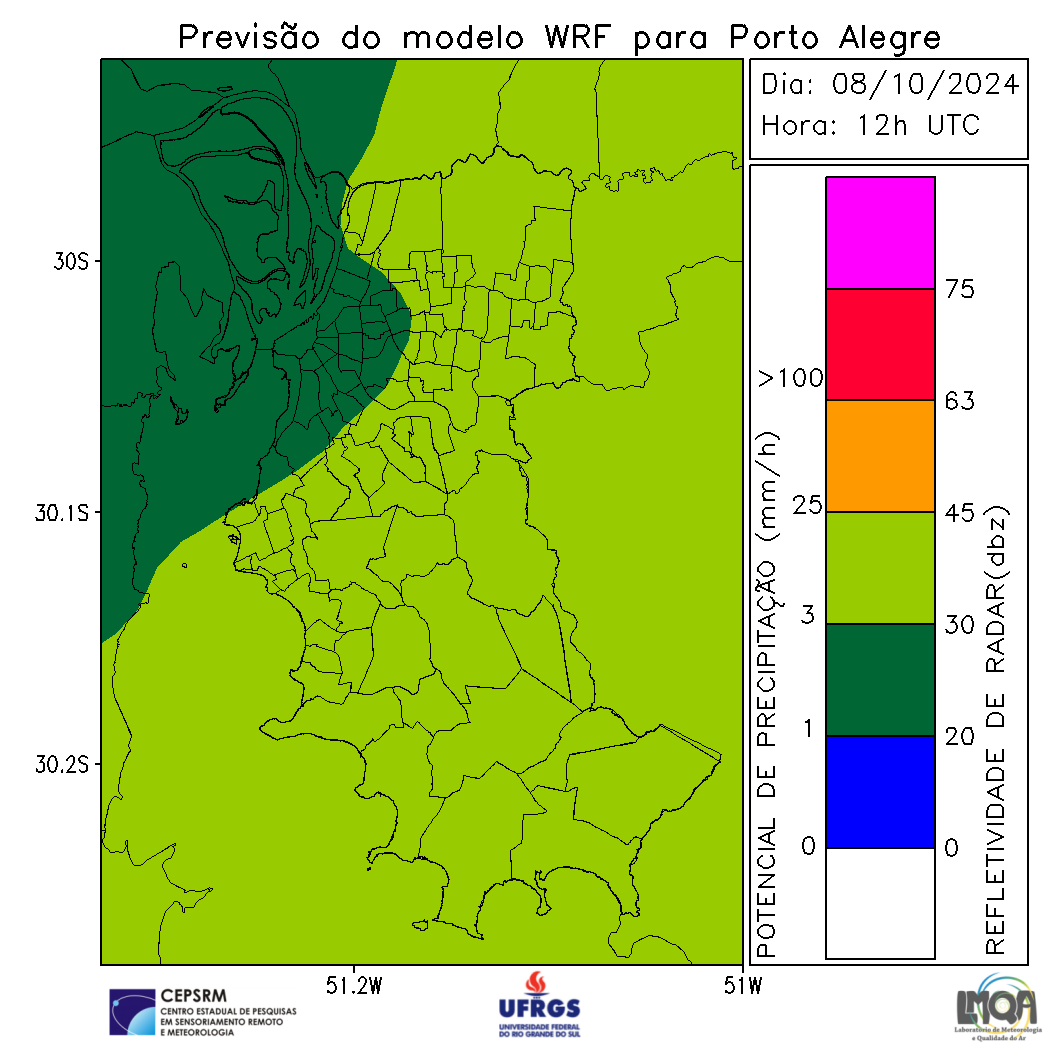 Previsão do modelo WRF para Porto Alegre
Dia: 08/10/2024
Hora: 12h UTC
30S
30.1S
30.2S
51.2W
51W
POTENCIAL DE PRECIPITAÇÃO (mm/h)
>100
25
3
1
0
75
63
45
30
20
0
REFLETIVIDADE DE RADAR(dbz)
CEPSRM
CENTRO ESTADUAL DE PESQUISAS
EM SENSORIAMENTO REMOTO
E METEOROLOGIA
UFRGS
UNIVERSIDADE FEDERAL
DO RIO GRANDE DO SUL
LMQA
Laboratório de Meteorologia
e Qualidade do Ar